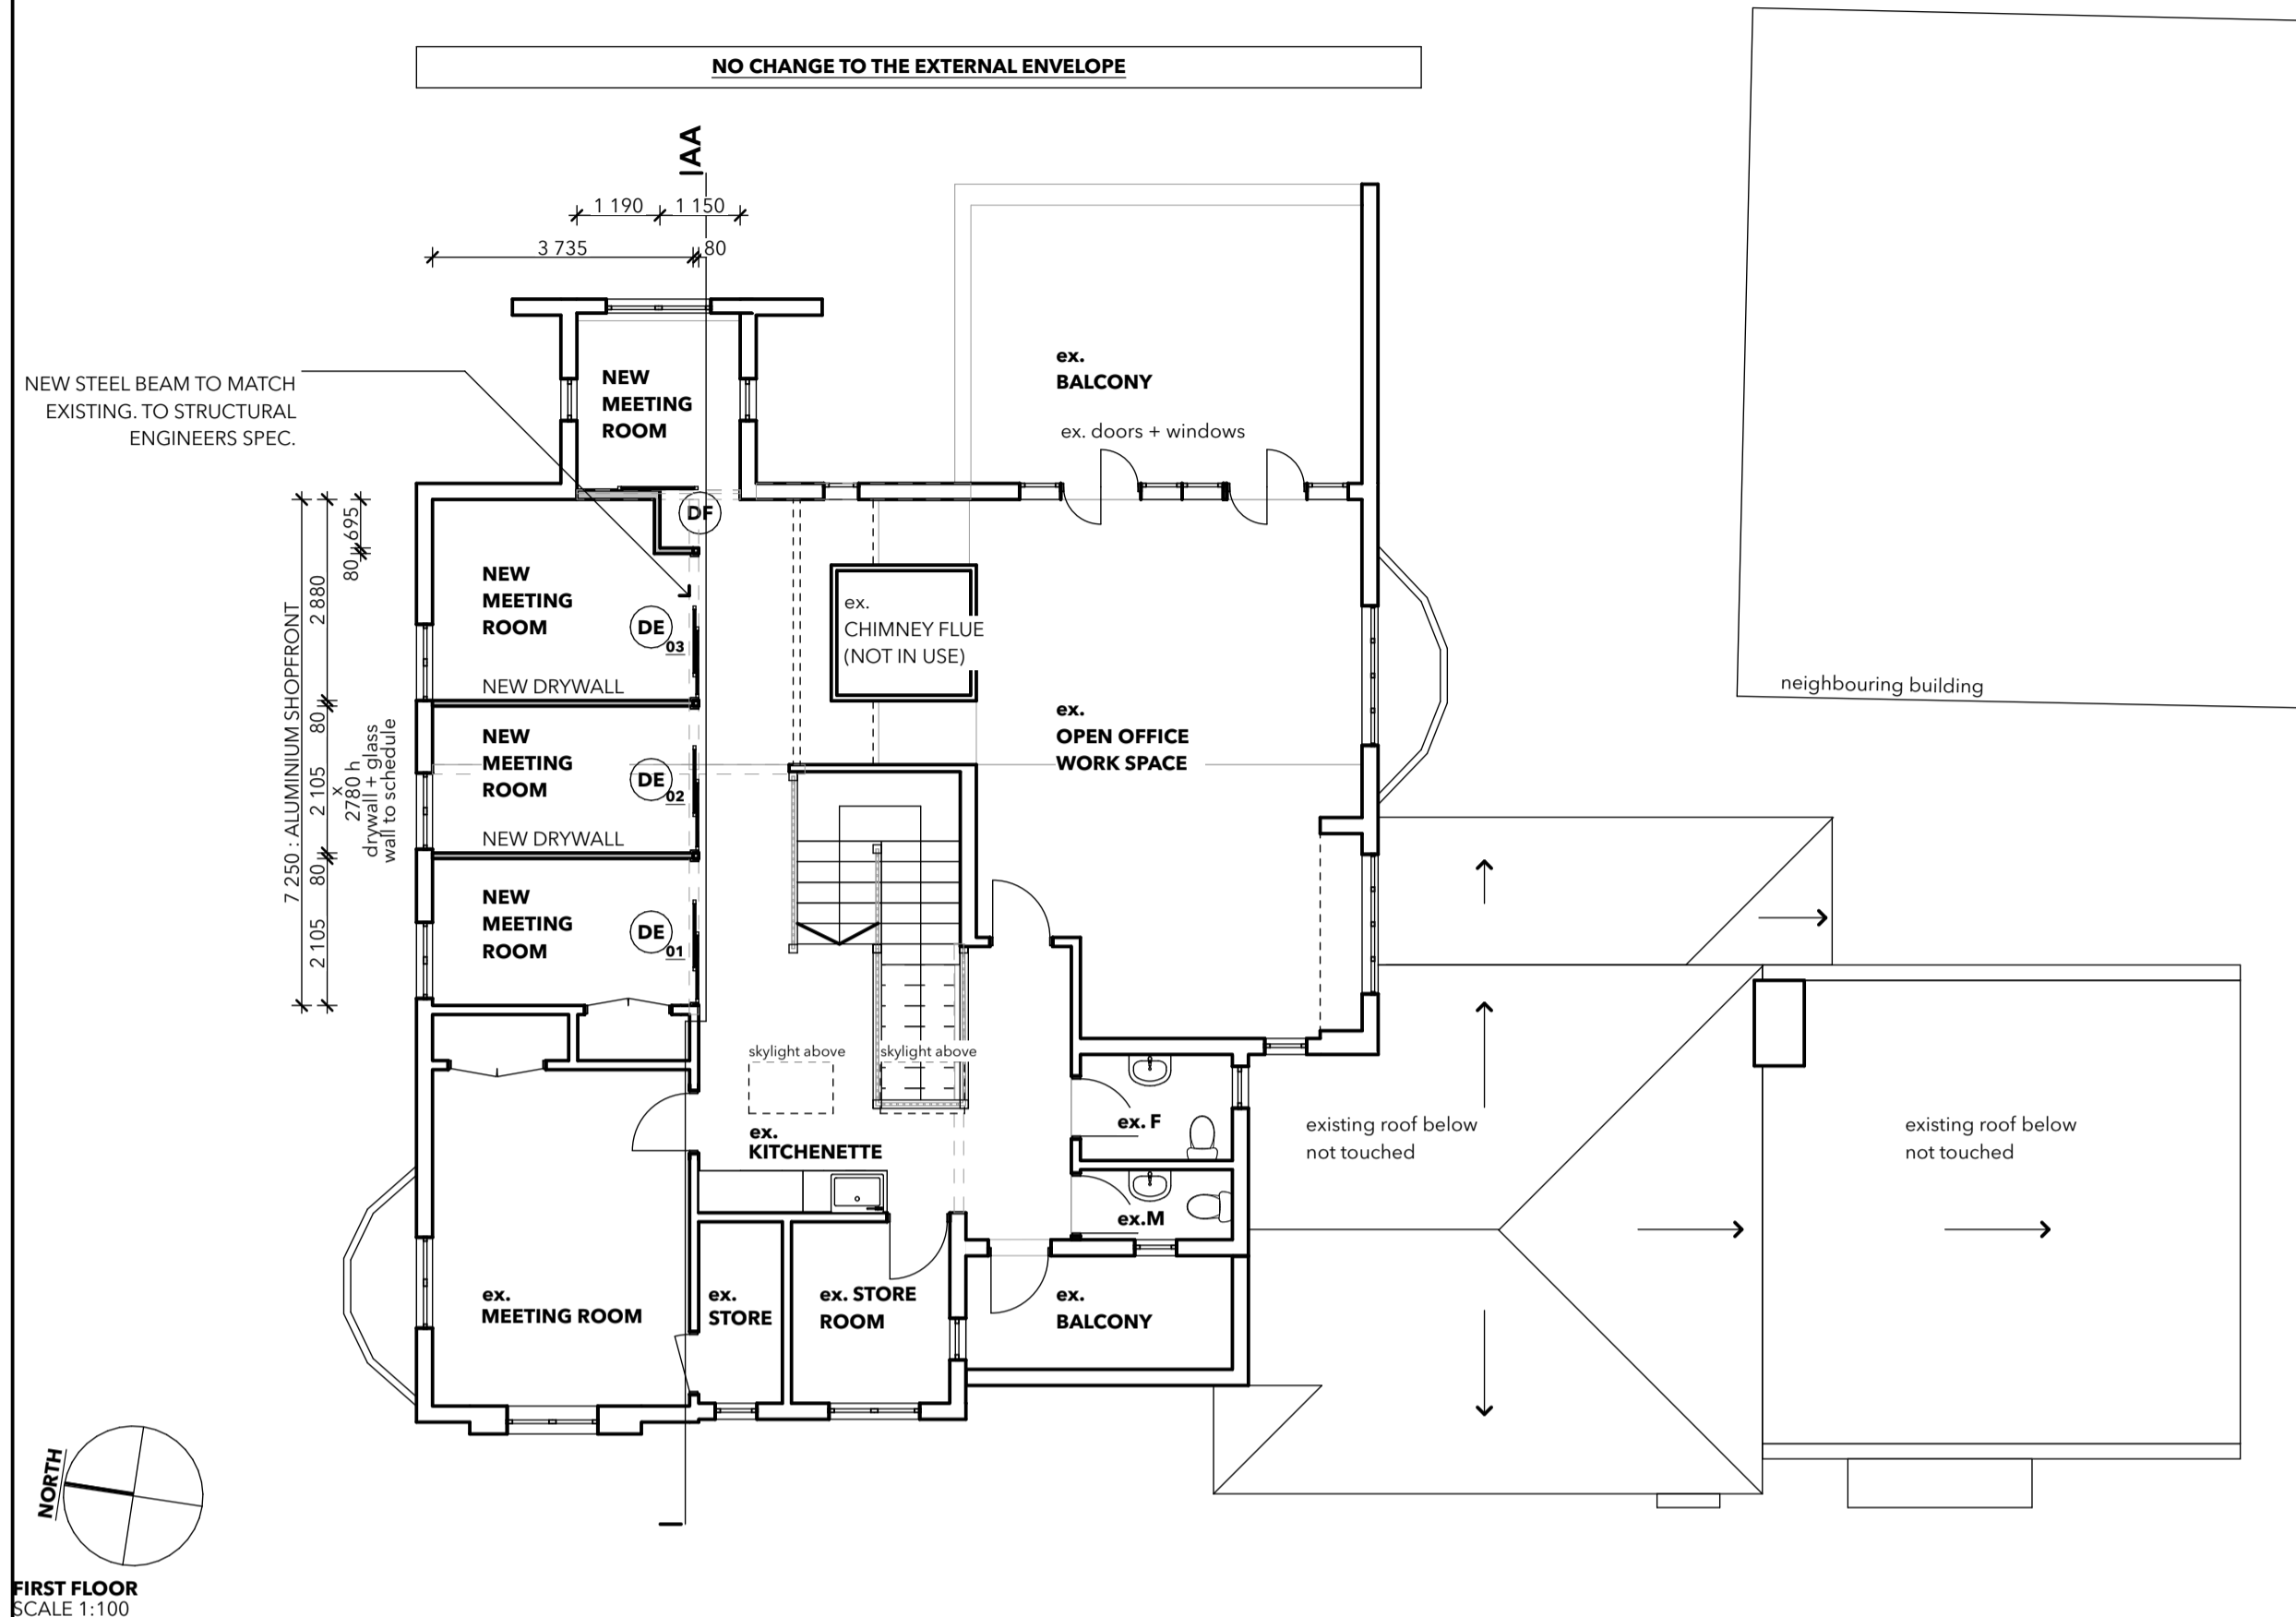 NO CHANGE TO THE EXTERNAL ENVELOPE
AA
1 190
1 150
3 735
80
NEW STEEL BEAM TO MATCH
EXISTING. TO STRUCTURAL
ENGINEERS SPEC.
NEW
MEETING
ROOM
ex.
BALCONY
ex. doors + windows
DF
695
80
2 880
80
2 105
80
2 105
7 250 : ALUMINIUM SHOPFRONT
x
2780 h
drywall + glass
wall to schedule
NEW
MEETING
ROOM
DE
03
NEW DRYWALL
NEW
MEETING
ROOM
DE
02
NEW DRYWALL
NEW
MEETING
ROOM
DE
01
ex.
CHIMNEY FLUE
(NOT IN USE)
ex.
OPEN OFFICE
WORK SPACE
neighbouring building
skylight above
skylight above
ex.
KITCHENETTE
ex. F
ex.M
existing roof below
not touched
existing roof below
not touched
ex.
MEETING ROOM
ex.
STORE
ex. STORE
ROOM
ex.
BALCONY
NORTH
FIRST FLOOR
SCALE 1:100